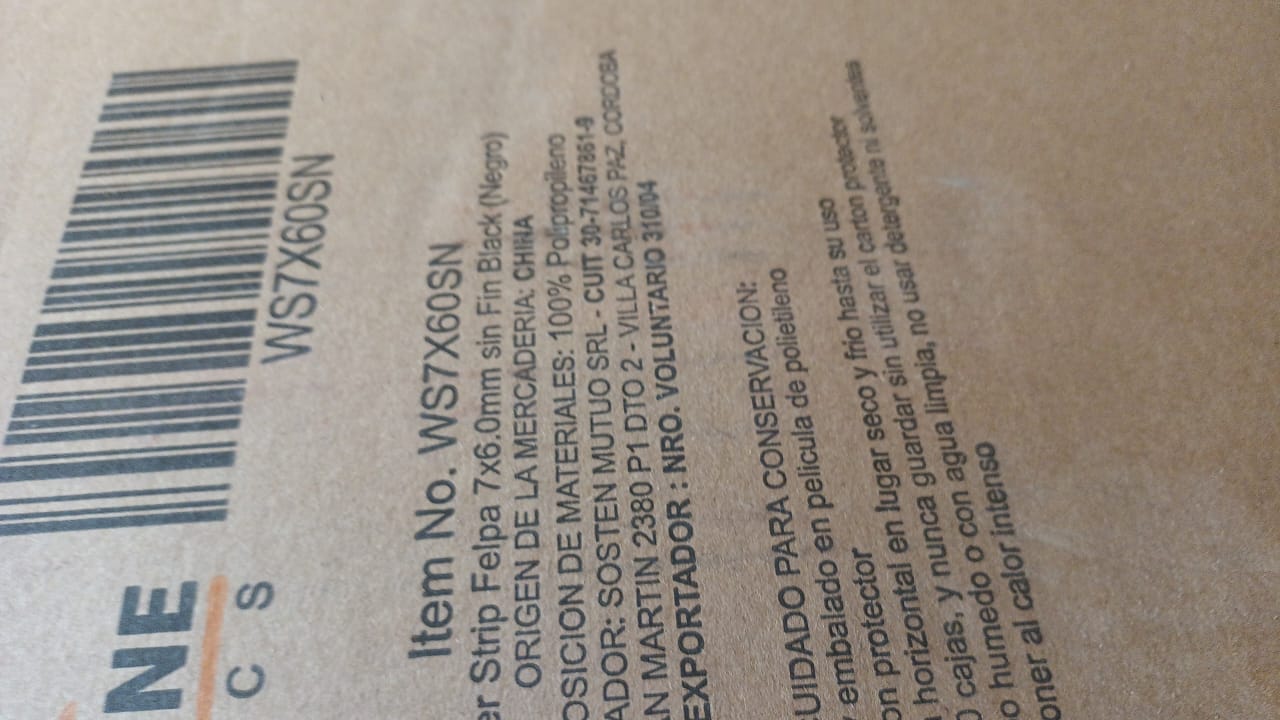 NE
C S
WS7X60SN
Item No. WS7X60SN
er Strip Felpa 7x6.0mm sin Fin Black (Negro)
ORIGEN DE LA MERCADERIA: CHINA
OSICION DE MATERIALES: 100% Polipropileno
ADOR: SOSTEN MUTUO SRL - CUIT 30-71467861-9
AN MARTIN 2380 P1 DTO 2 - VILLA CARLOS PAZ, CORDOBA
EXPORTADOR : NRO. VOLUNTARIO 310/04
CUIDADO PARA CONSERVACION:
y embalado en pelicula de polietileno
on protector
horizontal en lugar seco y frio hasta su uso
0 cajas, y nunca guardar sin utilizar el carton protector
o humedo o con agua limpia, no usar detergente ni solventes
oner al calor intenso